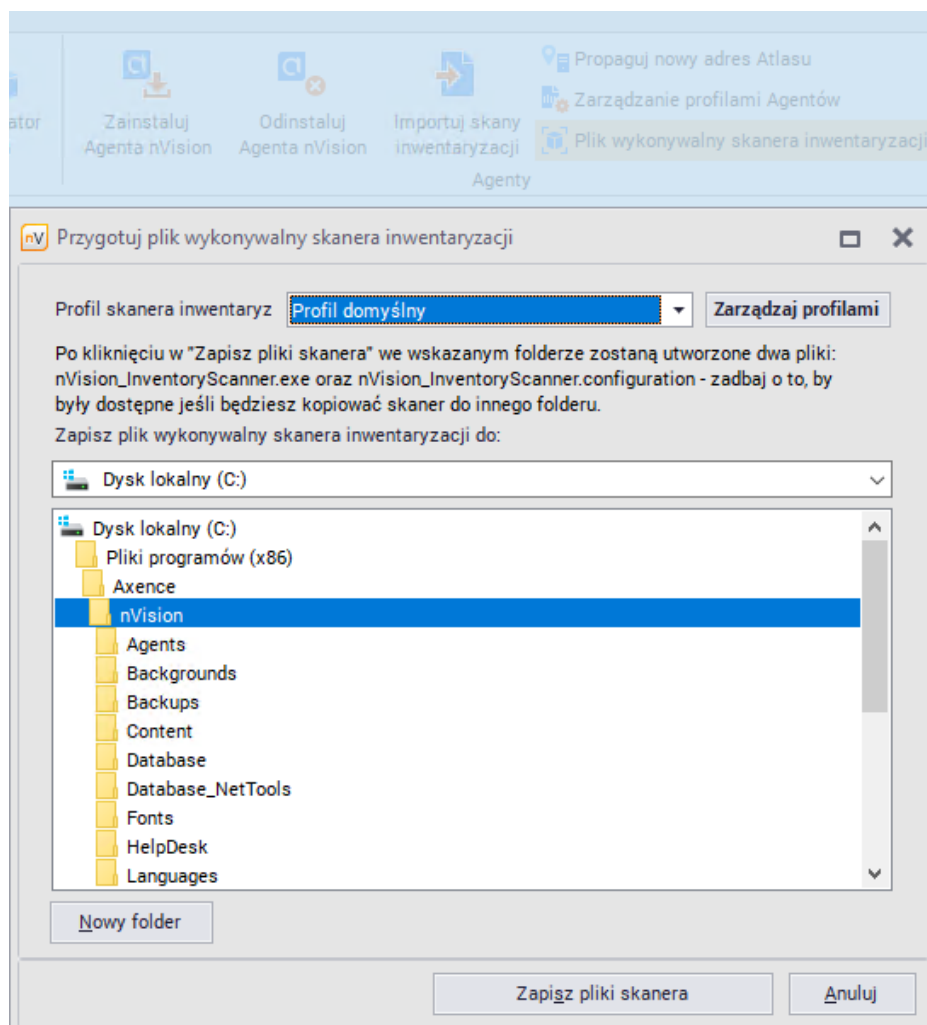 Propaguj nowy adres Atlasu
Zarządzanie profilami Agentów
Plik wykonywalny skanera inwentaryzacji
Zainstaluj
Agenta nVision
Odinstaluj
Agenta nVision
Importuj skany
inwentaryzacji
Agenty
nV Przygotuj plik wykonywalny skanera inwentaryzacji
Profil skanera inwentaryz Profil domyślny Zarządzaj profilami
Po kliknięciu w "Zapisz pliki skanera" we wskazanym folderze zostaną utworzone dwa pliki:
nVision_InventoryScanner.exe oraz nVision_InventoryScanner.configuration - zadbaj o to, by
były dostępne jeśli będziesz kopiować skaner do innego folderu.
Zapisz plik wykonywalny skanera inwentaryzacji do:
Dysk lokalny (C:)
Dysk lokalny (C:)
Pliki programów (x86)
Axence
nVision
Agents
Backgrounds
Backups
Content
Database
Database_NetTools
Fonts
HelpDesk
Languages
Nowy folder
Zapisz pliki skanera Anuluj